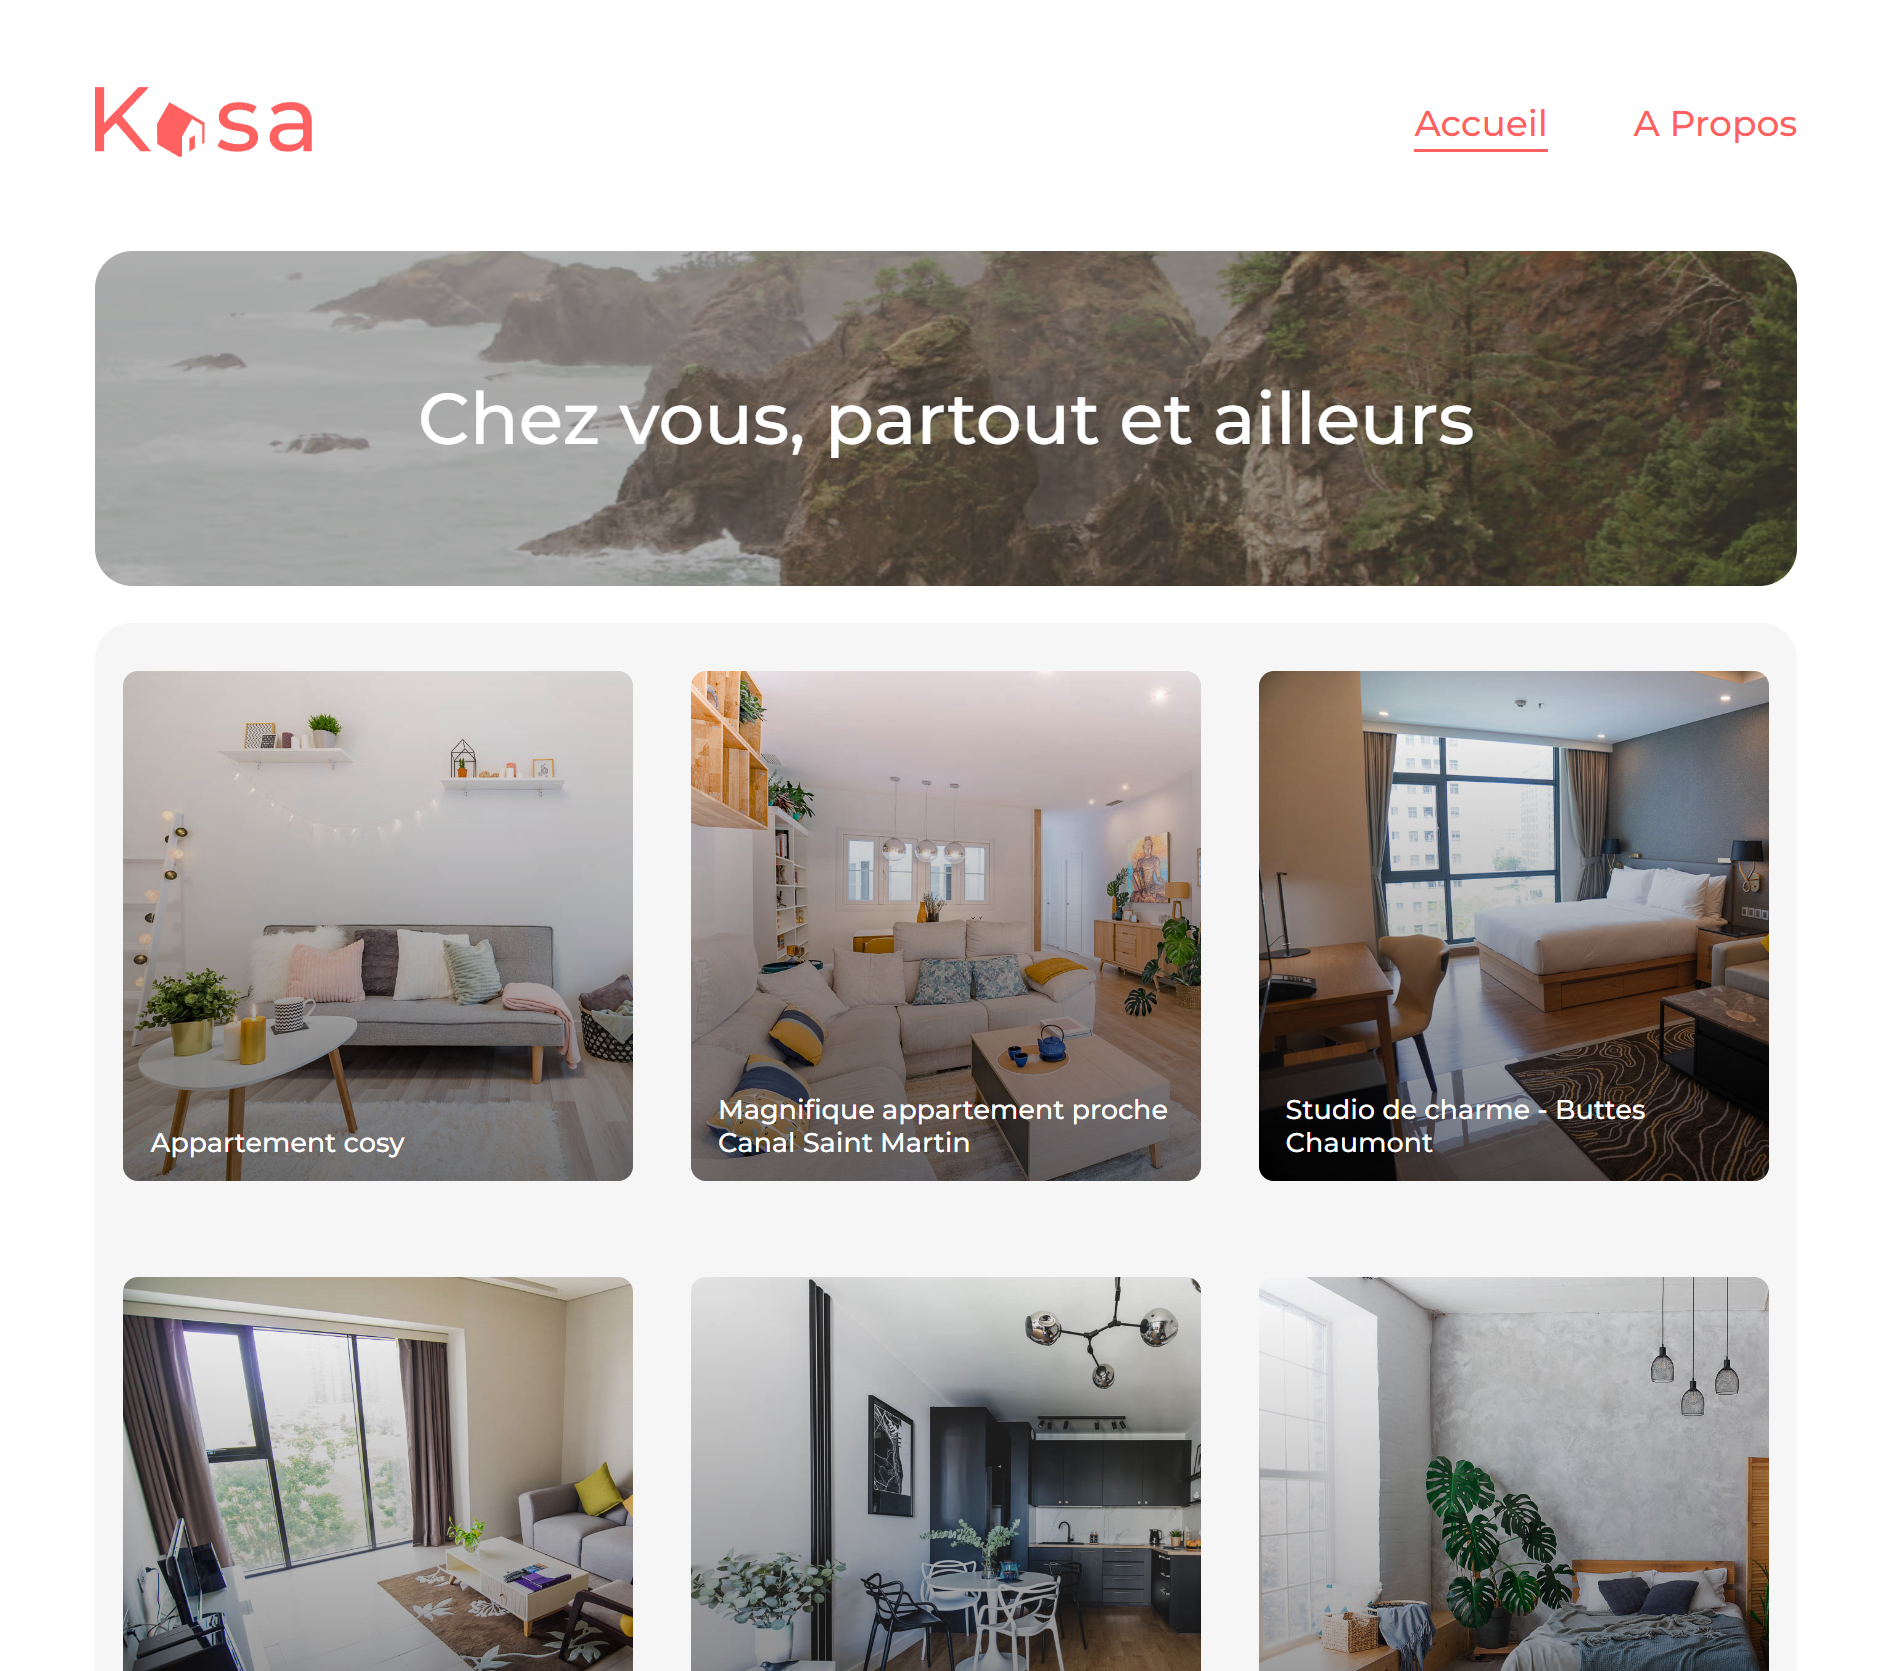 Kasa
Accueil
A Propos
Chez vous, partout et ailleurs
Appartement cosy
Magnifique appartement proche
Canal Saint Martin
Studio de charme - Buttes
Chaumont